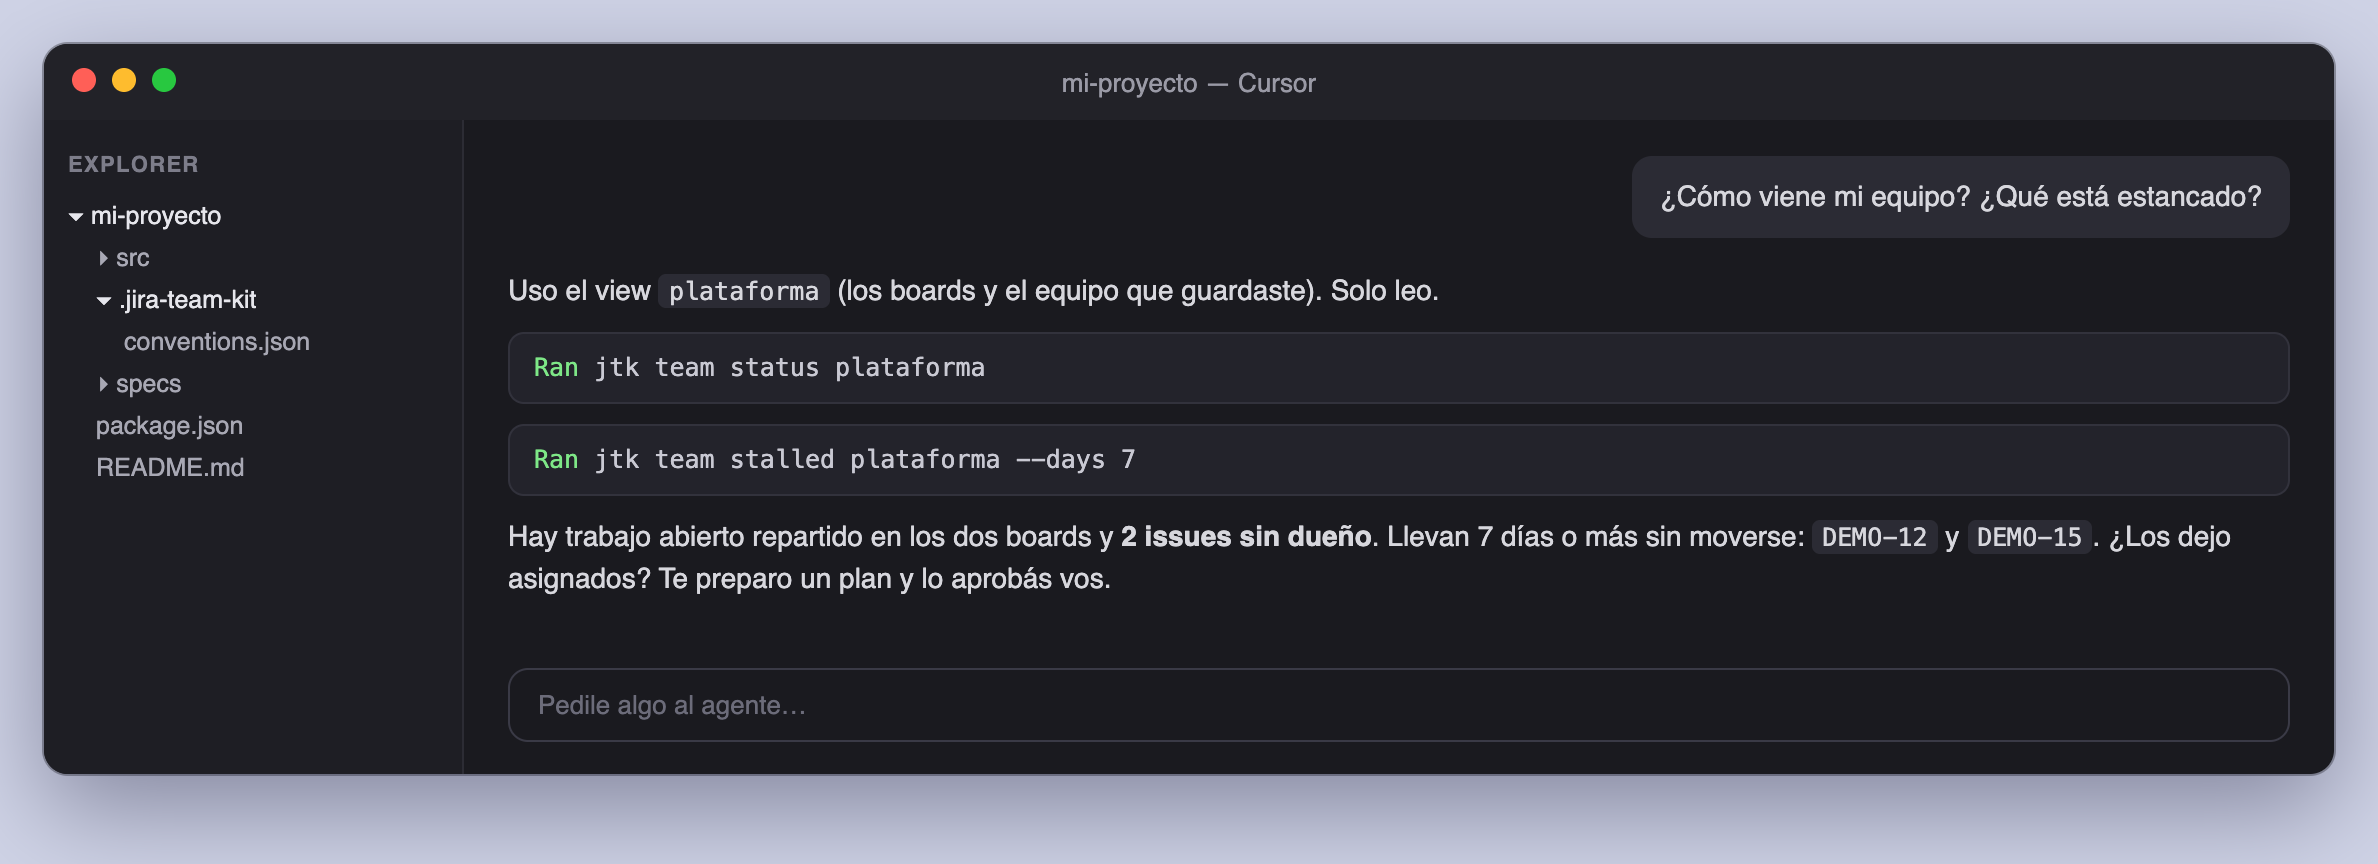 mi-proyecto — Cursor
EXPLORER
mi-proyecto
src
.jira-team-kit
conventions.json
specs
package.json
README.md
¿Cómo viene mi equipo? ¿Qué está estancado?
Uso el view plataforma (los boards y el equipo que guardaste). Solo leo.
Ran jtk team status plataforma
Ran jtk team stalled plataforma --days 7
Hay trabajo abierto repartido en los dos boards y 2 issues sin dueño. Llevan 7 días o más sin moverse: DEMO-12 y DEMO-15. ¿Los dejo
asignados? Te preparo un plan y lo aprobás vos.
Pedile algo al agente…